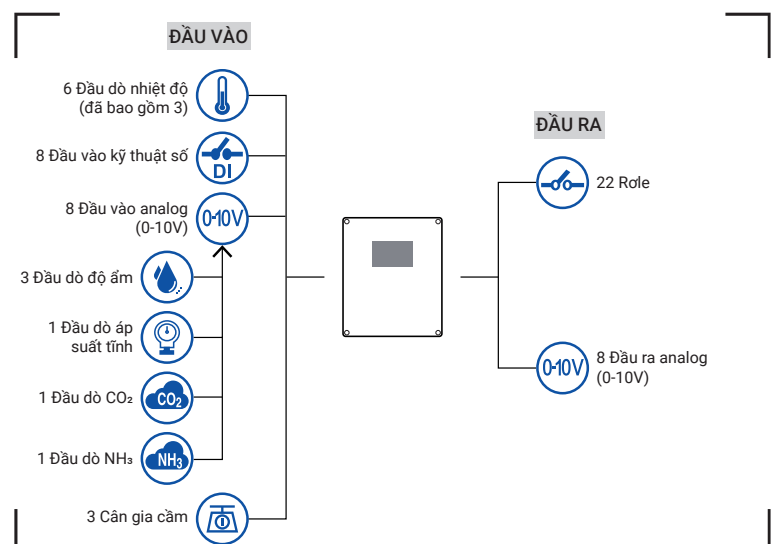 ĐẦU VÀO
6 Đầu dò nhiệt độ
(đã bao gồm 3)
8 Đầu vào kỹ thuật số
DI
8 Đầu vào analog
(0-10V)
0-10V
3 Đầu dò độ ẩm
1 Đầu dò áp
suất tĩnh
1 Đầu dò CO₂
CO₂
1 Đầu dò NH₃
NH₃
3 Cân gia cầm
ĐẦU RA
22 Rơle
0-10V
8 Đầu ra analog
(0-10V)